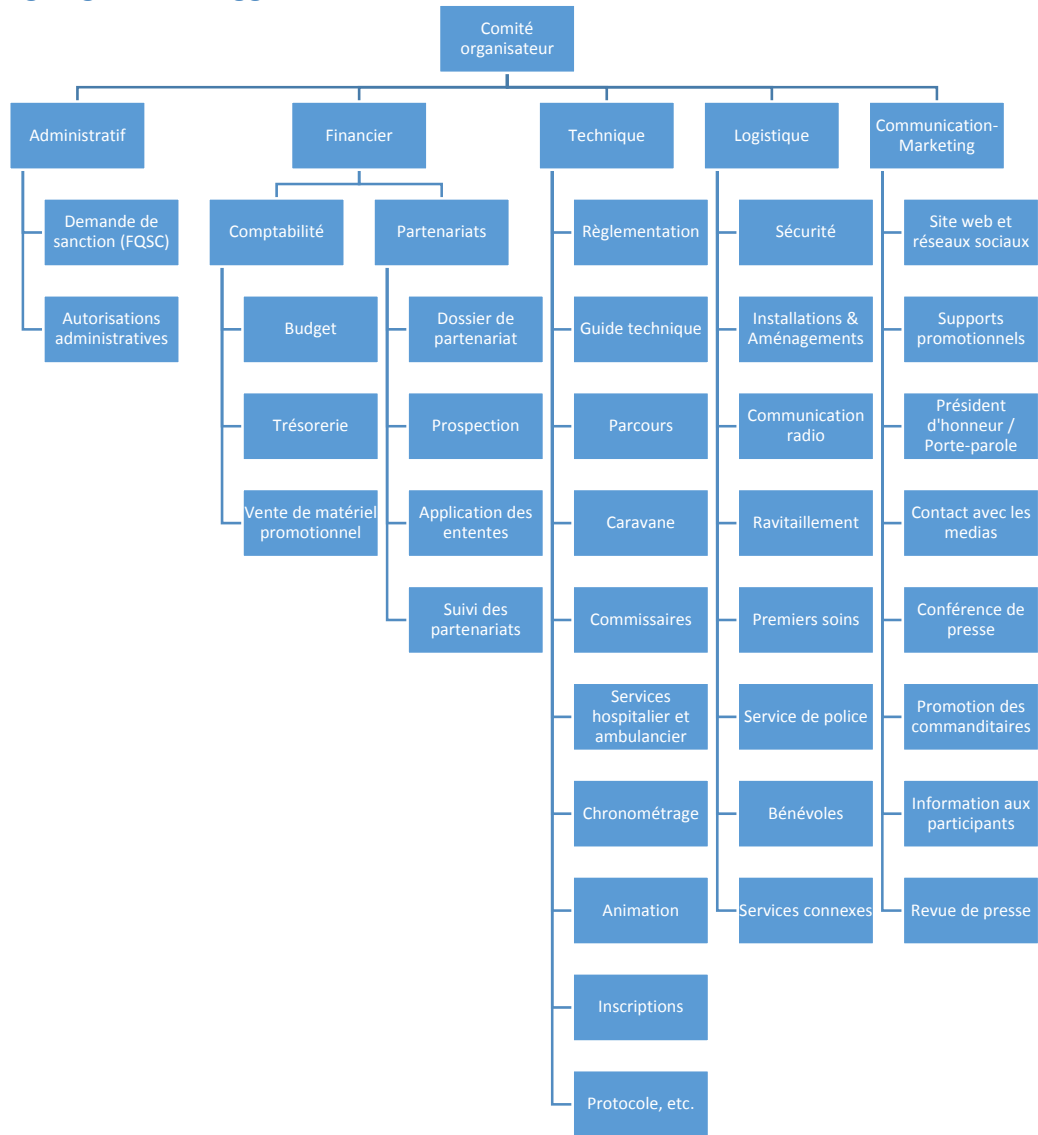 Comité
organisateur
Administratif
Financier
Technique
Logistique
Communication-
Marketing
Demande de
sanction (FQSC)
Autorisations
administratives
Comptabilité
Budget
Trésorerie
Vente de matériel
promotionnel
Partenariats
Dossier de
partenariat
Prospection
Application des
ententes
Suivi des
partenariats
Règlementation
Guide technique
Parcours
Caravane
Commissaires
Services
hospitalier et
ambulancier
Chronométrage
Animation
Inscriptions
Protocole, etc.
Sécurité
Installations &
Aménagements
Communication
radio
Ravitaillement
Premiers soins
Service de police
Bénévoles
Services connexes
Site web et
réseaux sociaux
Supports
promotionnels
Président
d'honneur /
Porte-parole
Contact avec les
medias
Conférence de
presse
Promotion des
commanditaires
Information aux
participants
Revue de presse